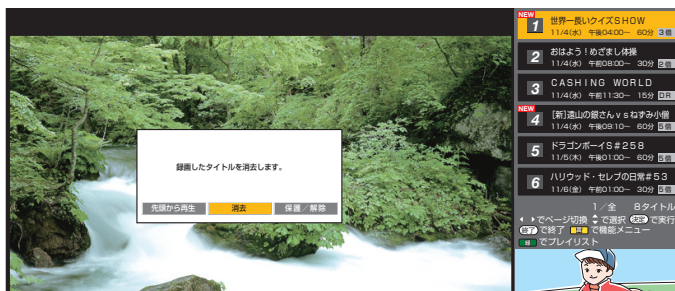 録画したタイトルを消去します。
先頭から再生 消去 保護／解除
NEW
1 世界一長いクイズSHOW
11/4(水) 午後04:00～ 60分 3倍
2 おはよう！めざまし体操
11/4(水) 午前08:00～ 30分 2倍
3 CASHING WORLD
11/4(水) 午前11:30～ 15分 DR
NEW
4 [新]遠山の銀さんｖｓねずみ小僧
11/4(水) 午後09:10～ 60分 5倍
5 ドラゴンボーイS＃258
11/5(木) 午後01:00～ 60分 5倍
6 ハリウッド・セレブの日常#53
11/6(金) 午前01:00～ 30分 5倍
1／全 8タイトル
でページ切換 で選択 決定 で実行
終了 で終了 黄 で機能メニュー
緑 でプレイリスト